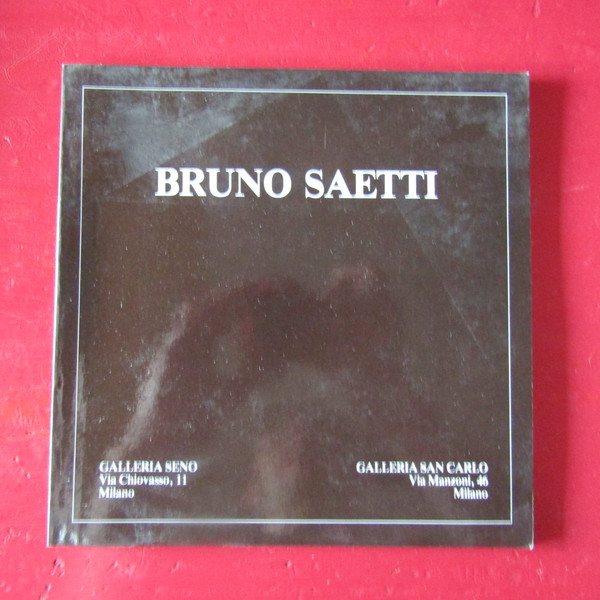 BRUNO SAETTI
GALLERIA SENO
Via Chiovasso, 11
Milano
GALLERIA SAN CARLO
Via Manzoni, 46
Milano